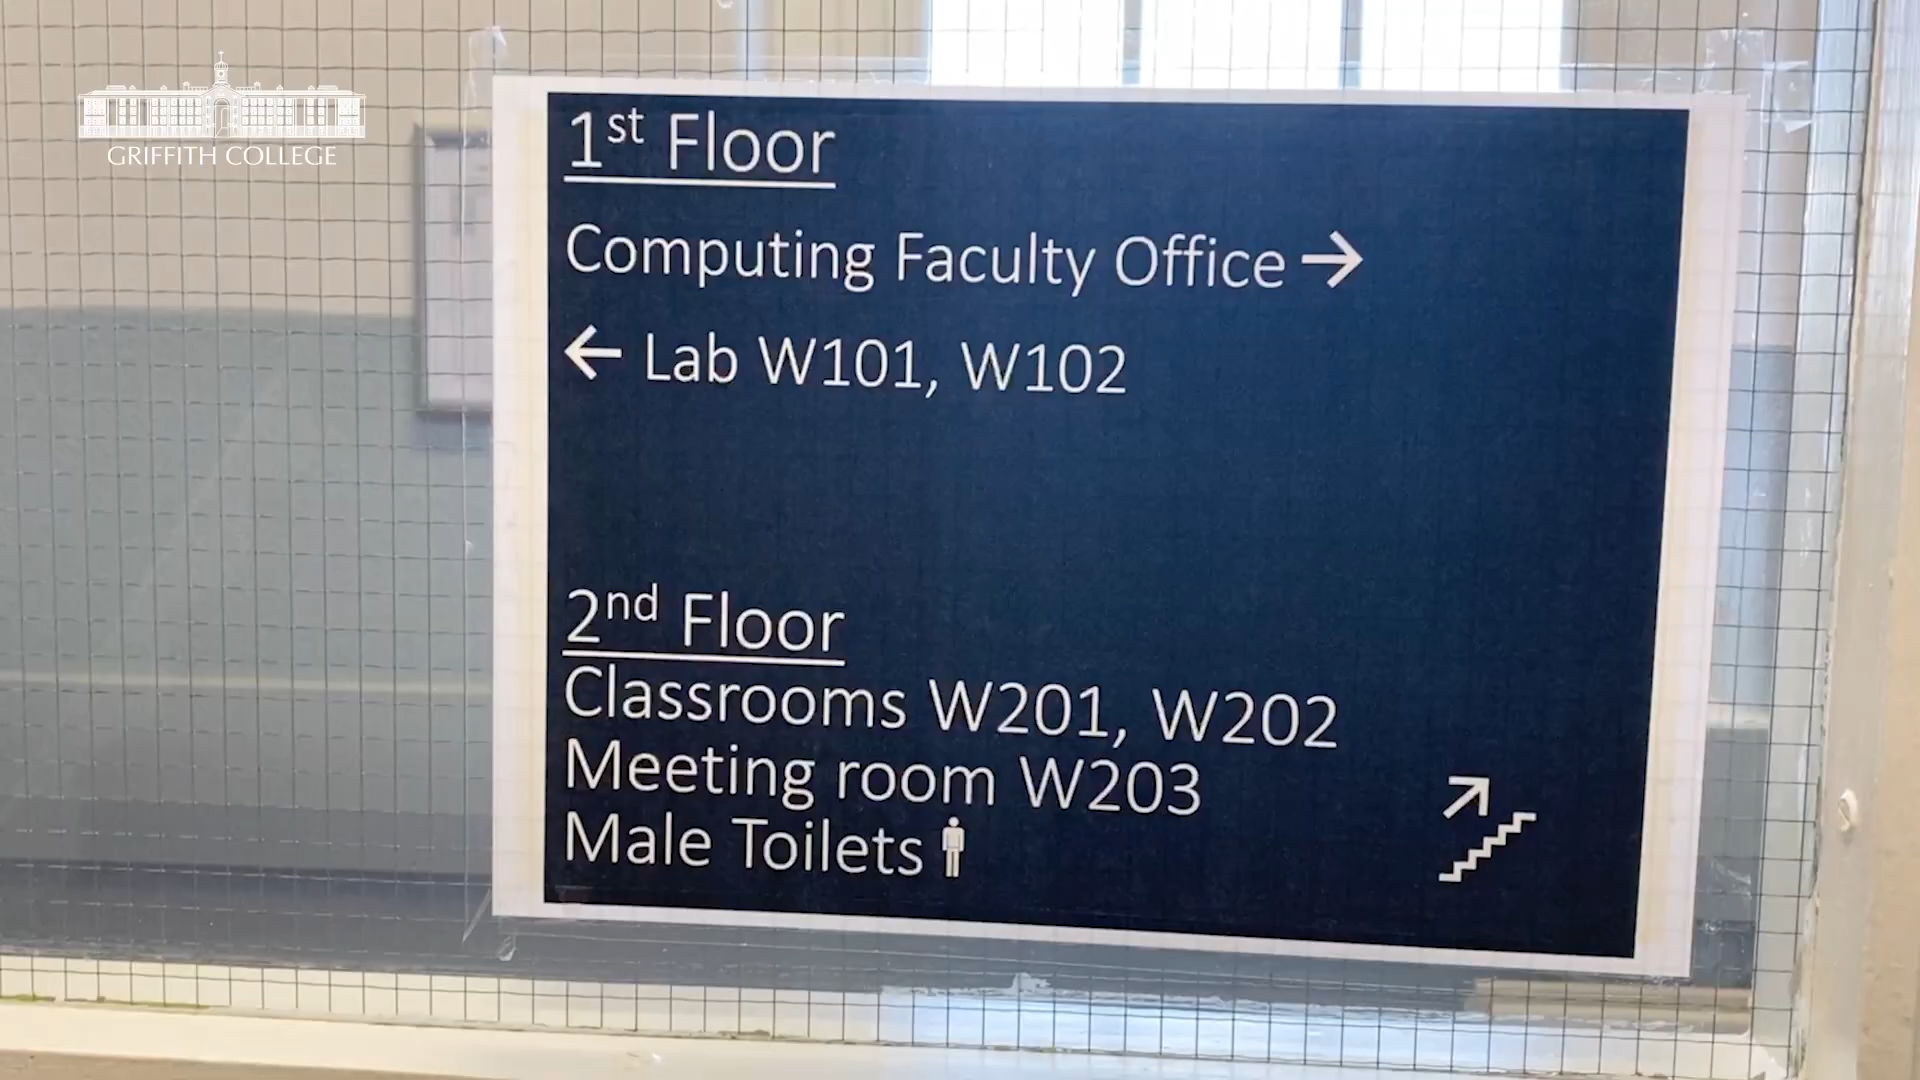 GRIFFITH COLLEGE
1st Floor
Computing Faculty Office →
← Lab W101, W102
2nd Floor
Classrooms W201, W202
Meeting room W203
Male Toilets